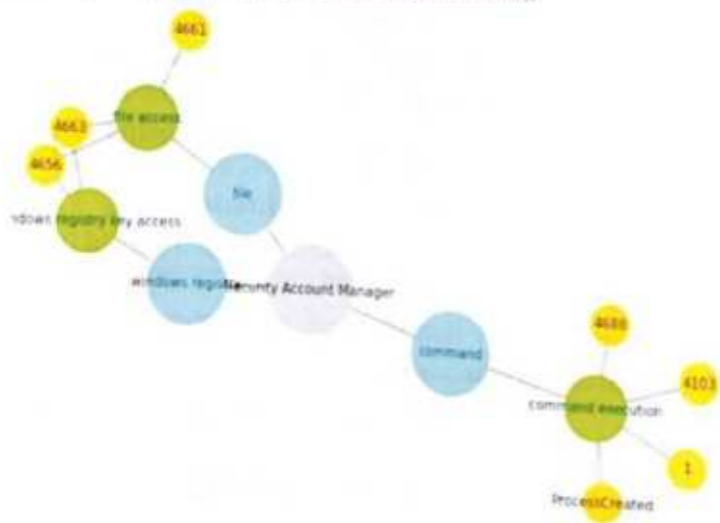 4661
file access
4663
4656
file
ndows registry key access
windows regist
Security Account Manager
4688
command
4103
command execution
1
ProcessCreated